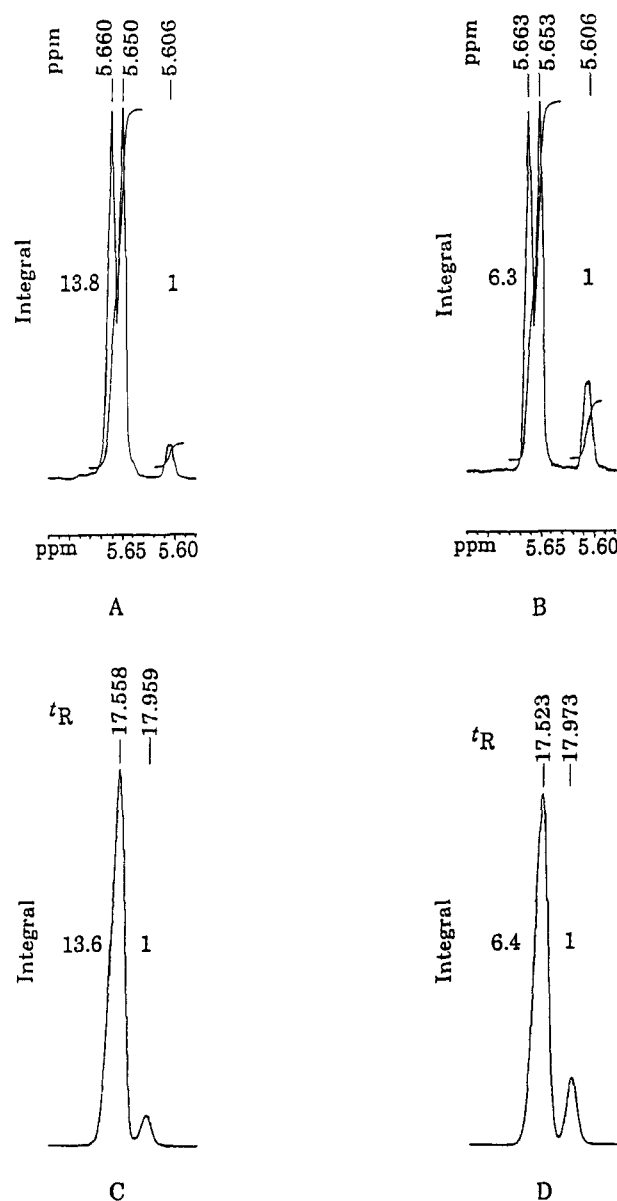 ppm
5.660
5.650
5.606
Integral
13.8
1
ppm 5.65 5.60
A
ppm
5.663
5.653
5.606
Integral
6.3
1
ppm 5.65 5.60
B
tR
17.558
17.959
Integral
13.6
1
C
tR
17.523
17.973
Integral
6.4
1
D